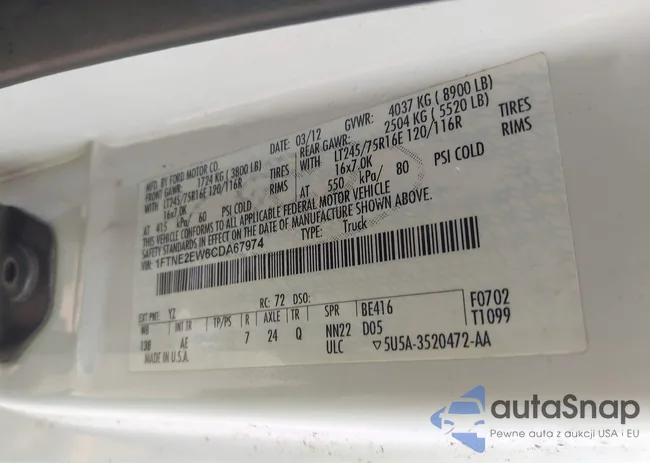 MFD. BY FORD MOTOR CO.
DATE: 03/12 GVWR: 4037 KG ( 8900 LB)
FRONT GAWR: 1724 KG ( 3800 LB) REAR GAWR: 2504 KG ( 5520 LB)
WITH LT245/75R16E 120/116R TIRES WITH LT245/75R16E 120/116R TIRES
16x7.0K RIMS 16x7.0K RIMS
AT 415 kPa/ 60 PSI COLD AT 550 kPa/ 80 PSI COLD
THIS VEHICLE CONFORMS TO ALL APPLICABLE FEDERAL MOTOR VEHICLE
SAFETY STANDARDS IN EFFECT ON THE DATE OF MANUFACTURE SHOWN ABOVE.
VIN: 1FTNE2EW6CDA67974 TYPE: Truck
EXT PNT: YZ RC: 72 DSO:
WB INT TR TP/PS R AXLE TR SPR BE416 F0702
138 AE 7 24 Q NN22 D05 T1099
MADE IN U.S.A. ULC ▽5U5A-3520472-AA
autaSnap
Pewne auta z aukcji USA i EU